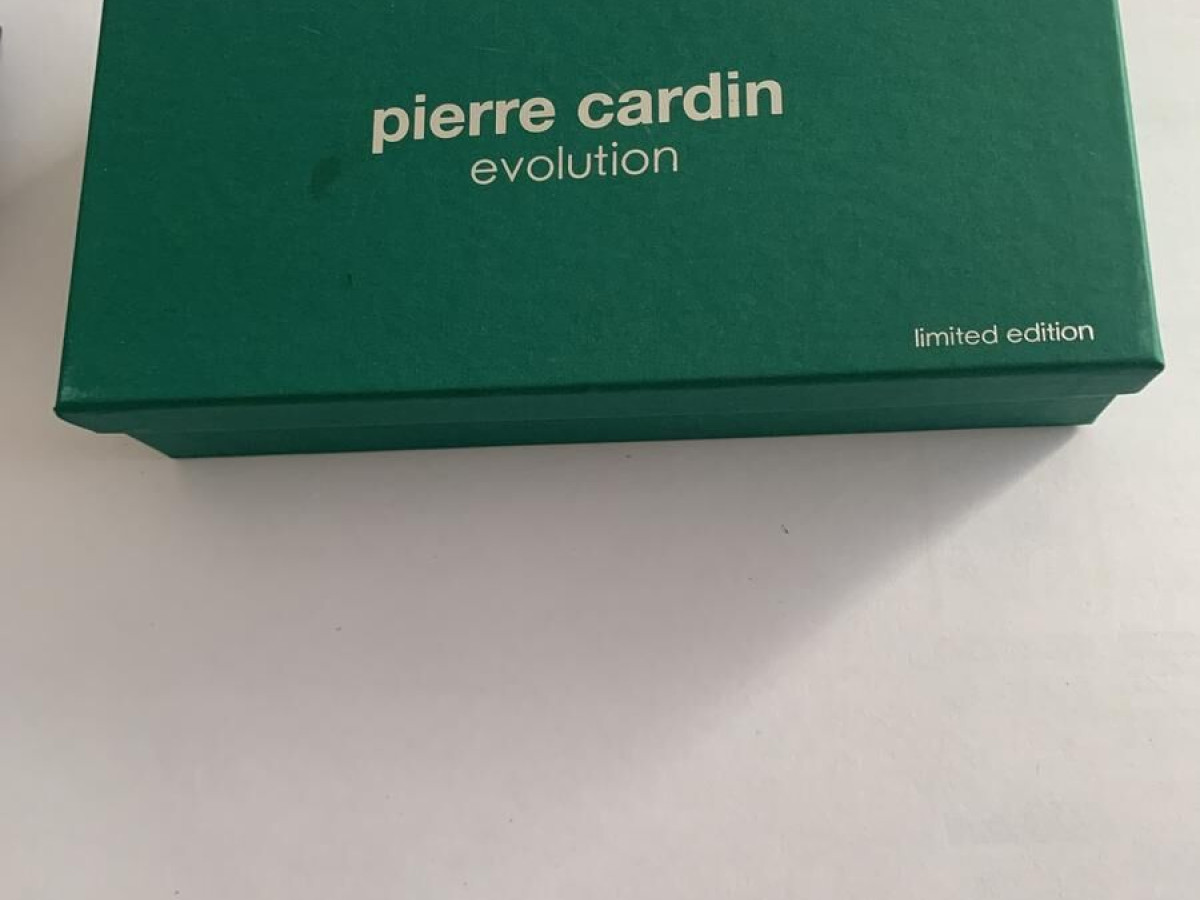 pierre cardin
evolution
limited edition